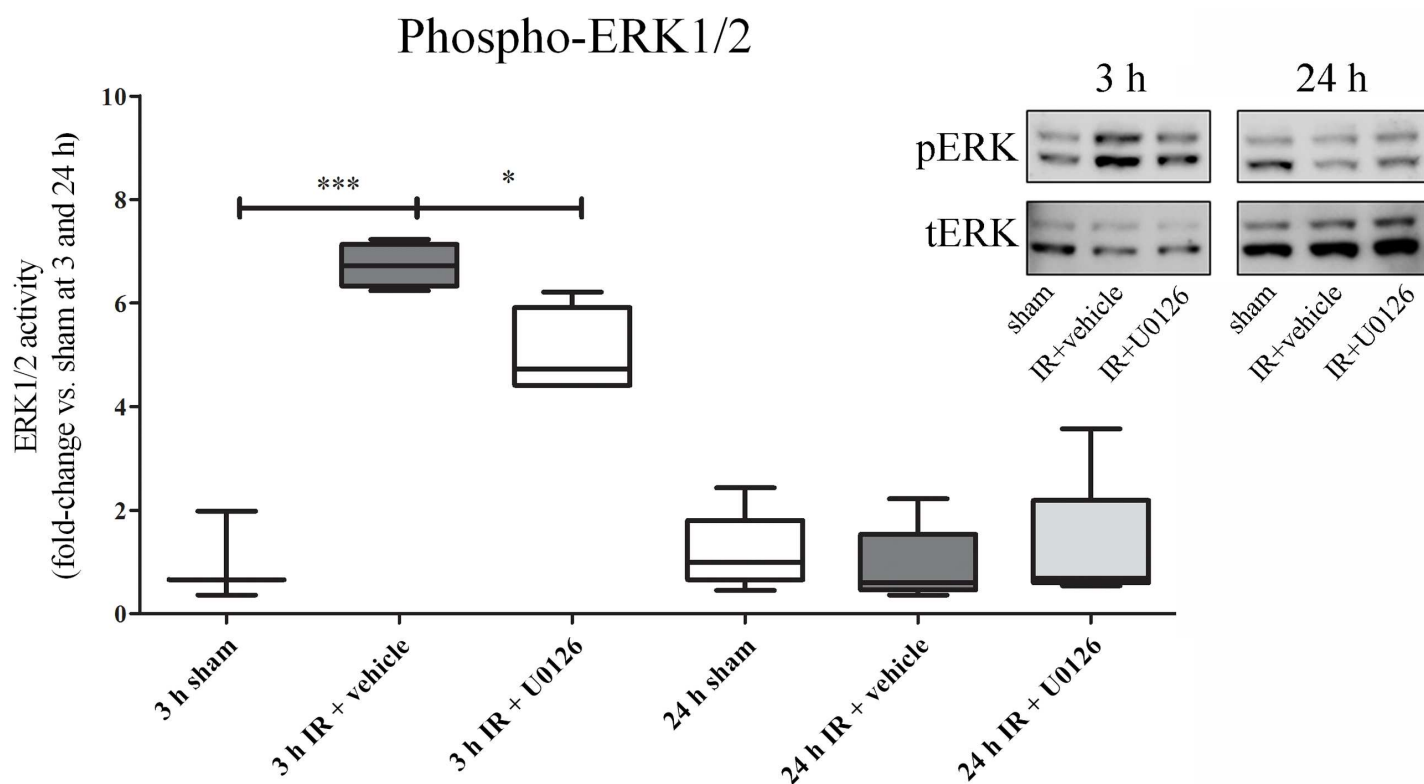 Phospho-ERK1/2
ERK1/2 activity
(fold-change vs. sham at 3 and 24 h)
10
8
6
4
2
0
***
*
3 h sham
3 h IR + vehicle
3 h IR + U0126
24 h sham
24 h IR + vehicle
24 h IR + U0126
3 h
24 h
pERK
tERK
sham
IR+vehicle
IR+U0126
sham
IR+vehicle
IR+U0126